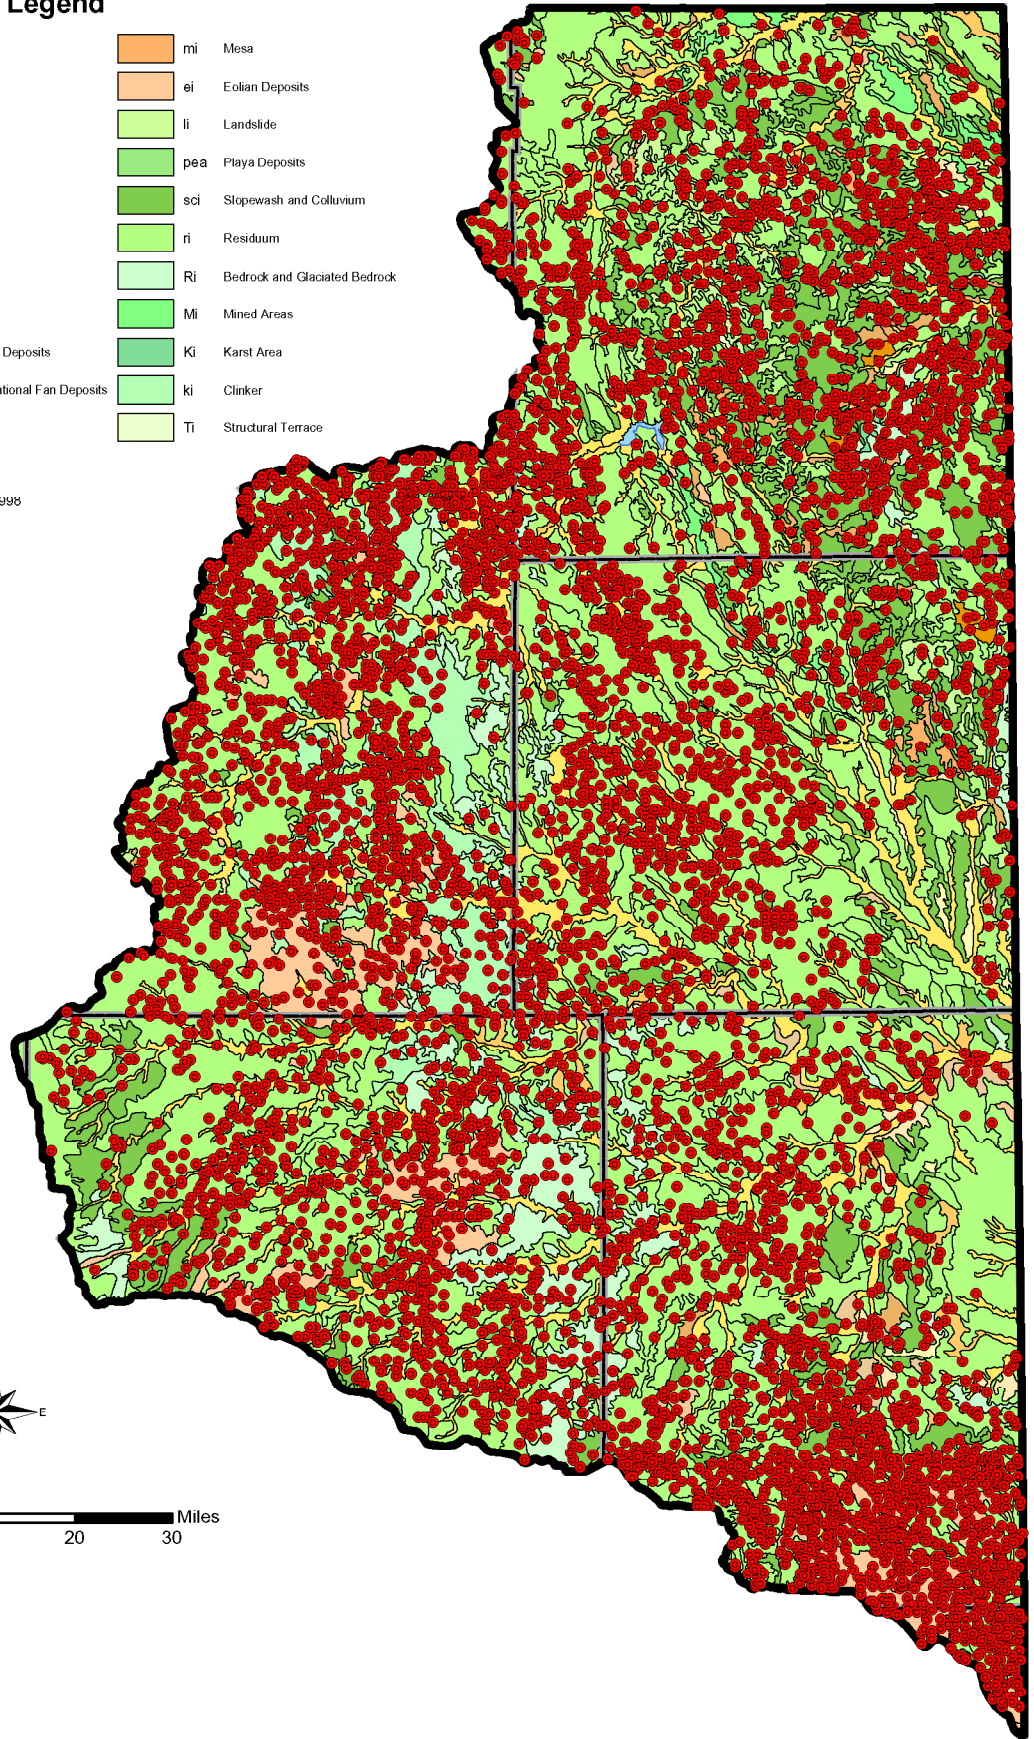 Legend
mi Mesa
ei Eolian Deposits
li Landslide
pea Playa Deposits
sci Slopewash and Colluvium
ri Residuum
Ri Bedrock and Glaciated Bedrock
Mi Mined Areas
Deposits
Ki Karst Area
ational Fan Deposits
ki Clinker
Ti Structural Terrace
998
E
Miles
20 30